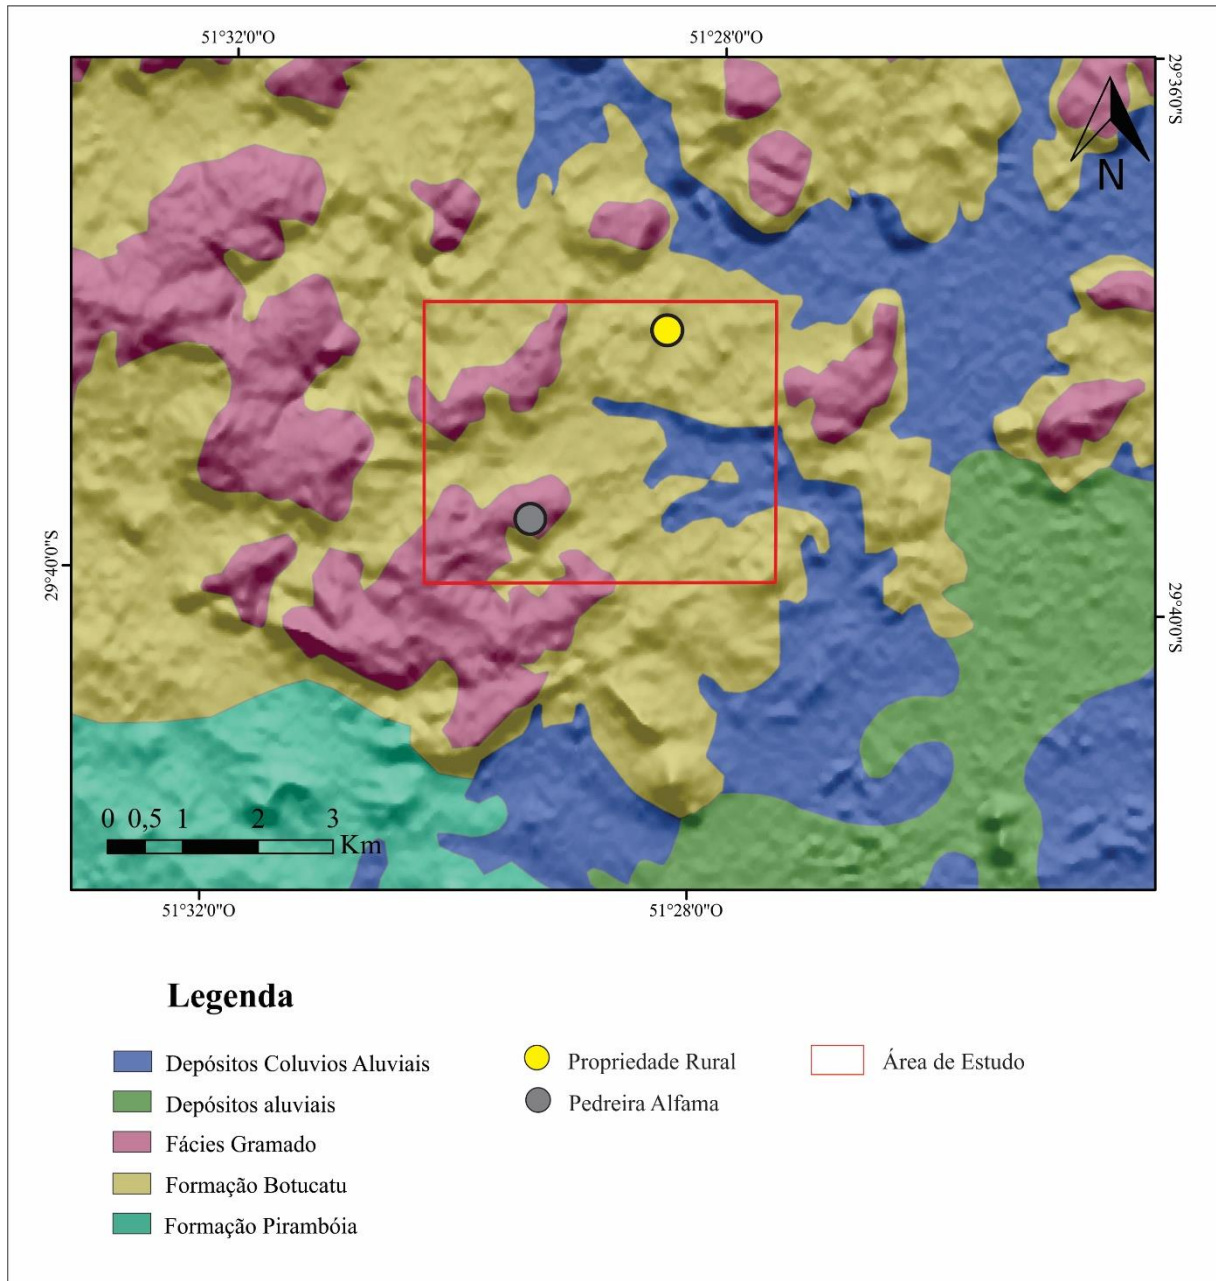 51°32'0"O
51°28'0"O
29°36'0"S
N
29°40'0"S
29°40'0"S
0 0,5 1 2 3
Km
51°32'0"O
51°28'0"O
Legenda
Depósitos Coluvios Aluviais
Depósitos aluviais
Fácies Gramado
Formação Botucatu
Formação Pirambóia
Propriedade Rural
Pedreira Alfama
Área de Estudo